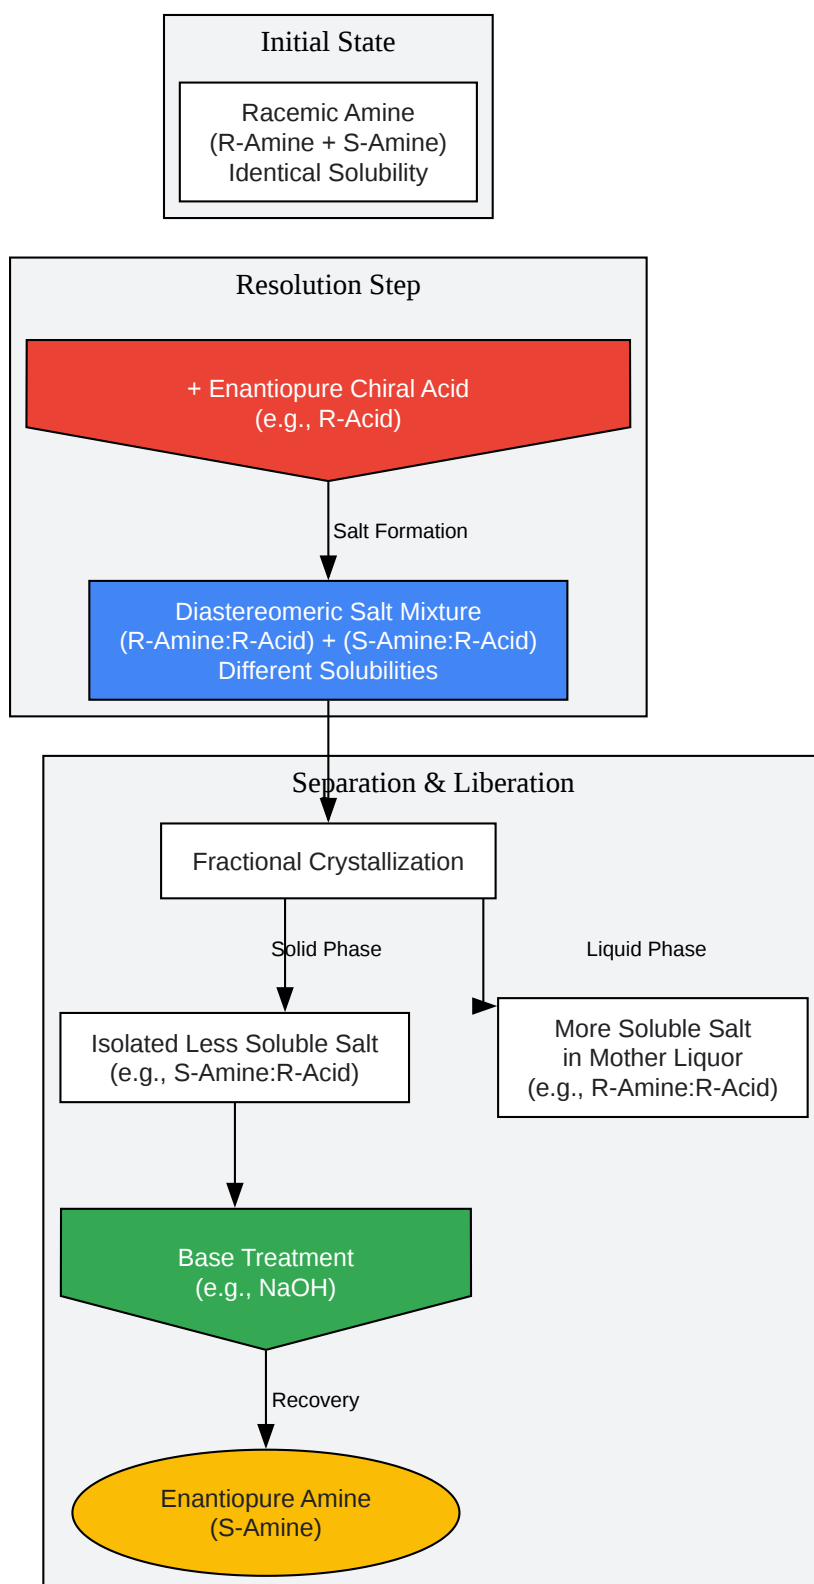 Initial State
Racemic Amine
(R-Amine + S-Amine)
Identical Solubility
Resolution Step
+ Enantiopure Chiral Acid
(e.g., R-Acid)
Salt Formation
Diastereomeric Salt Mixture
(R-Amine:R-Acid) + (S-Amine:R-Acid)
Different Solubilities
Separation & Liberation
Fractional Crystallization
Solid Phase
Liquid Phase
Isolated Less Soluble Salt
(e.g., S-Amine:R-Acid)
More Soluble Salt
in Mother Liquor
(e.g., R-Amine:R-Acid)
Base Treatment
(e.g., NaOH)
Recovery
Enantiopure Amine
(S-Amine)